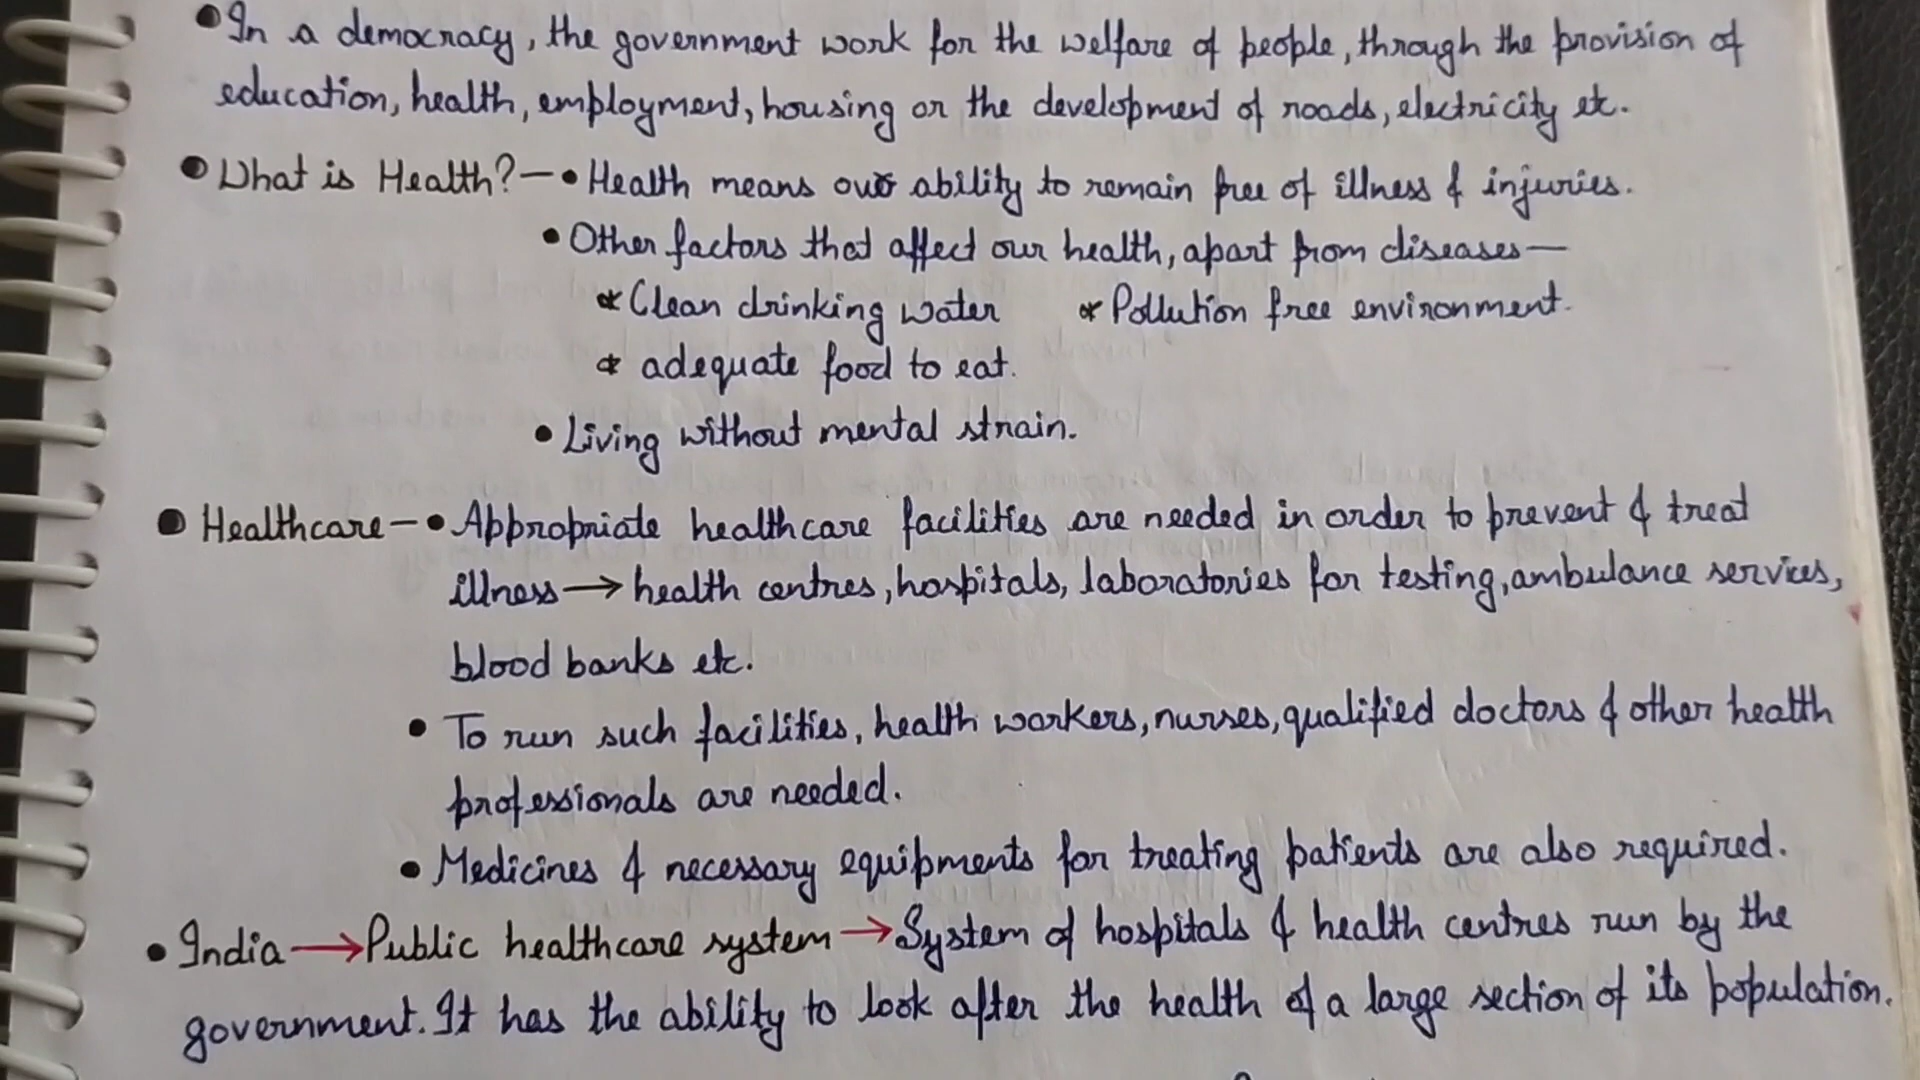 • In a democracy, the government work for the welfare of people, through the provision of
education, health, employment, housing or the development of roads, electricity etc.
• What is Health? — • Health means our ability to remain free of illness & injuries.
• Other factors that affect our health, apart from diseases —
* Clean drinking water * Pollution free environment.
* adequate food to eat.
• Living without mental strain.
• Healthcare — • Appropriate healthcare facilities are needed in order to prevent & treat
illness → health centres, hospitals, laboratories for testing, ambulance services,
blood banks etc.
• To run such facilities, health workers, nurses, qualified doctors & other health
professionals are needed.
• Medicines & necessary equipments for treating patients are also required.
• India → Public healthcare system → System of hospitals & health centres run by the
government. It has the ability to look after the health of a large section of its population.